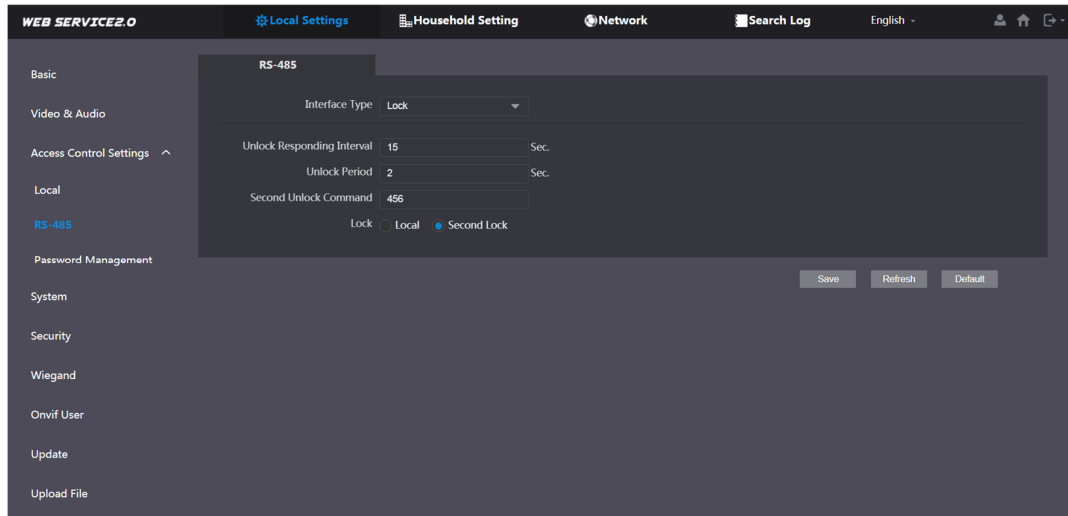 WEB SERVICE2.0 Local Settings Household Setting Network Search Log English
Basic
Video & Audio
Access Control Settings
Local
RS-485
Password Management
System
Security
Wiegand
Onvif User
Update
Upload File
RS-485
Interface Type Lock
Unlock Responding Interval 15 Sec.
Unlock Period 2 Sec.
Second Unlock Command 456
Lock Local Second Lock
Save Refresh Default